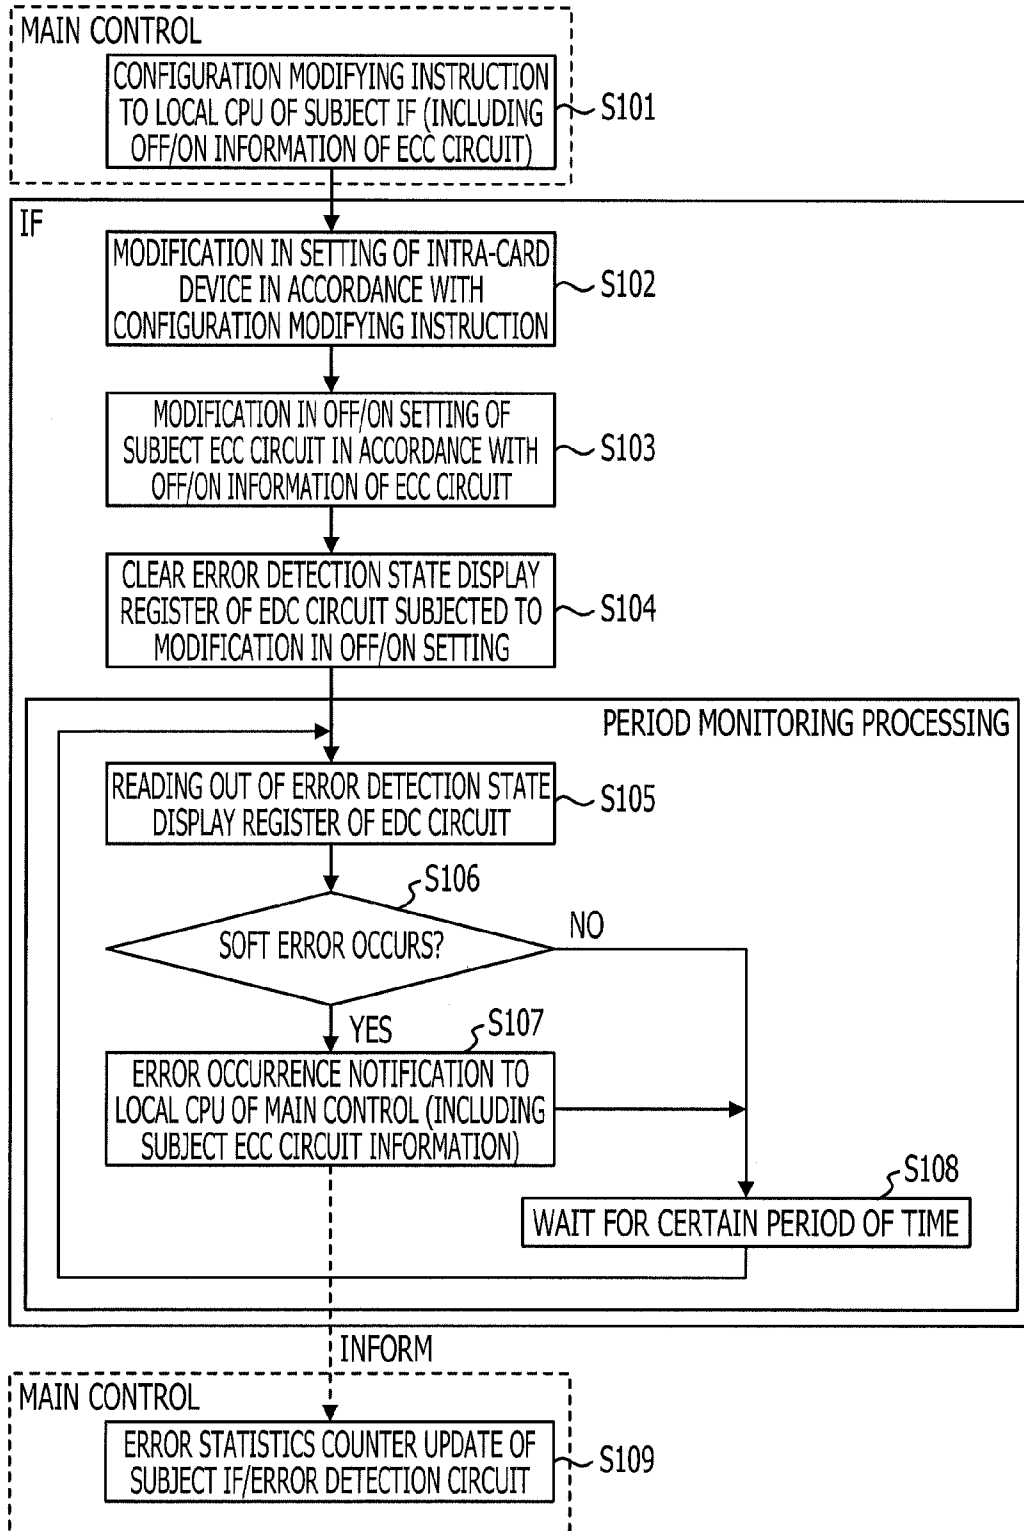 MAIN CONTROL
CONFIGURATION MODIFYING INSTRUCTION
TO LOCAL CPU OF SUBJECT IF (INCLUDING
OFF/ON INFORMATION OF ECC CIRCUIT)
S101
IF
MODIFICATION IN SETTING OF INTRA-CARD
DEVICE IN ACCORDANCE WITH
CONFIGURATION MODIFYING INSTRUCTION
S102
MODIFICATION IN OFF/ON SETTING OF
SUBJECT ECC CIRCUIT IN ACCORDANCE WITH
OFF/ON INFORMATION OF ECC CIRCUIT
S103
CLEAR ERROR DETECTION STATE DISPLAY
REGISTER OF EDC CIRCUIT SUBJECTED TO
MODIFICATION IN OFF/ON SETTING
S104
PERIOD MONITORING PROCESSING
READING OUT OF ERROR DETECTION STATE
DISPLAY REGISTER OF EDC CIRCUIT
S105
S106
SOFT ERROR OCCURS?
NO
YES
S107
ERROR OCCURRENCE NOTIFICATION TO
LOCAL CPU OF MAIN CONTROL (INCLUDING
SUBJECT ECC CIRCUIT INFORMATION)
S108
WAIT FOR CERTAIN PERIOD OF TIME
INFORM
MAIN CONTROL
ERROR STATISTICS COUNTER UPDATE OF
SUBJECT IF/ERROR DETECTION CIRCUIT
S109